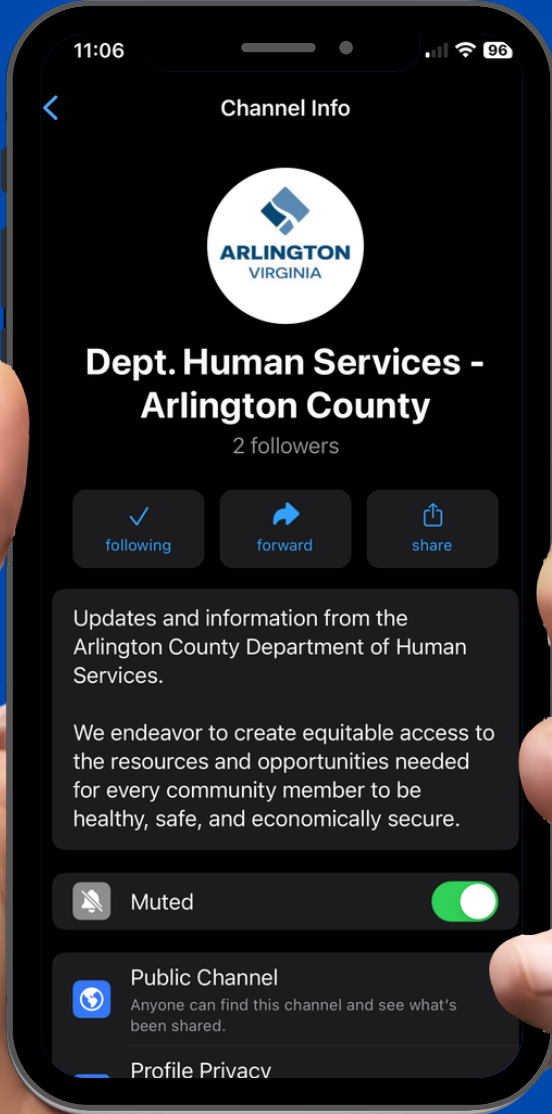 11:06
96
Channel Info
ARLINGTON
VIRGINIA
Dept. Human Services -
Arlington County
2 followers
following
forward
share
Updates and information from the
Arlington County Department of Human
Services.
We endeavor to create equitable access to
the resources and opportunities needed
for every community member to be
healthy, safe, and economically secure.
Muted
Public Channel
Anyone can find this channel and see what's
been shared.
Profile Privacy